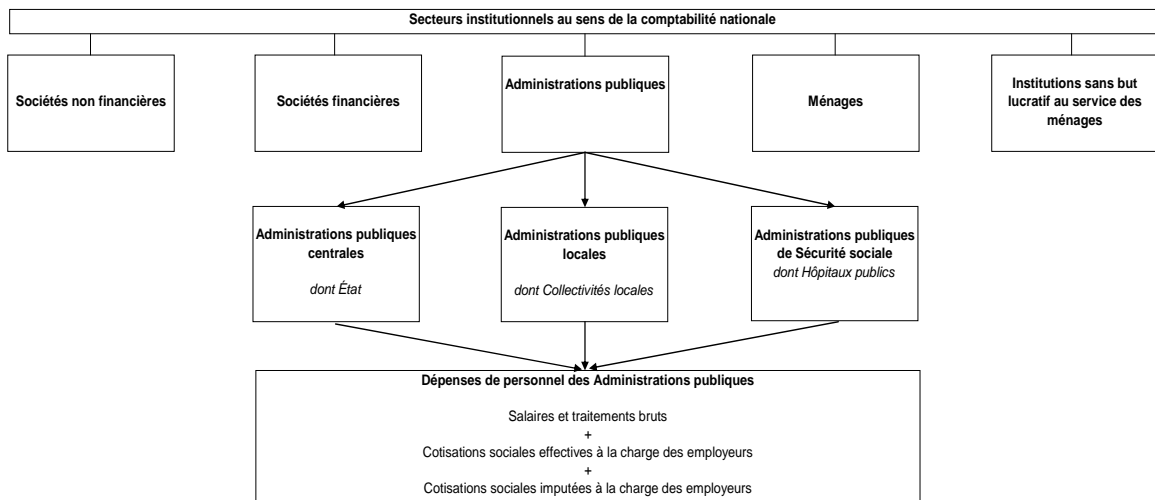 Secteurs institutionnels au sens de la comptabilité nationale
Sociétés non financières
Sociétés financières
Administrations publiques
Ménages
Institutions sans but
lucratif au service des
ménages
Administrations publiques
centrales
dont État
Administrations publiques
locales
dont Collectivités locales
Administrations publiques
de Sécurité sociale
dont Hôpitaux publics
Dépenses de personnel des Administrations publiques
Salaires et traitements bruts
+
Cotisations sociales effectives à la charge des employeurs
+
Cotisations sociales imputées à la charge des employeurs